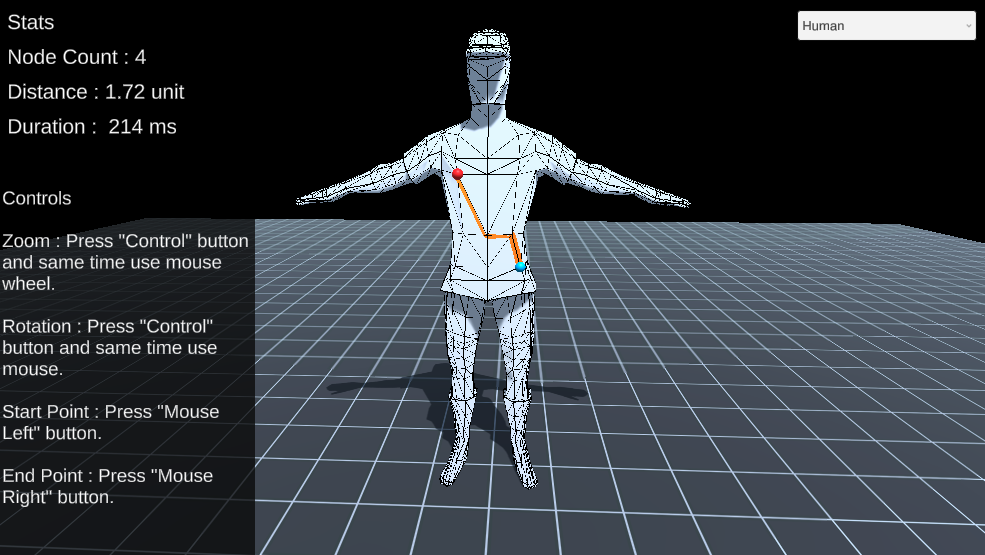 Stats
Human
Node Count : 4
Distance : 1.72 unit
Duration :  214 ms
Controls
Zoom : Press "Control" button
and same time use mouse
wheel.
Rotation : Press "Control"
button and same time use
mouse.
Start Point : Press "Mouse
Left" button.
End Point : Press "Mouse
Right" button.